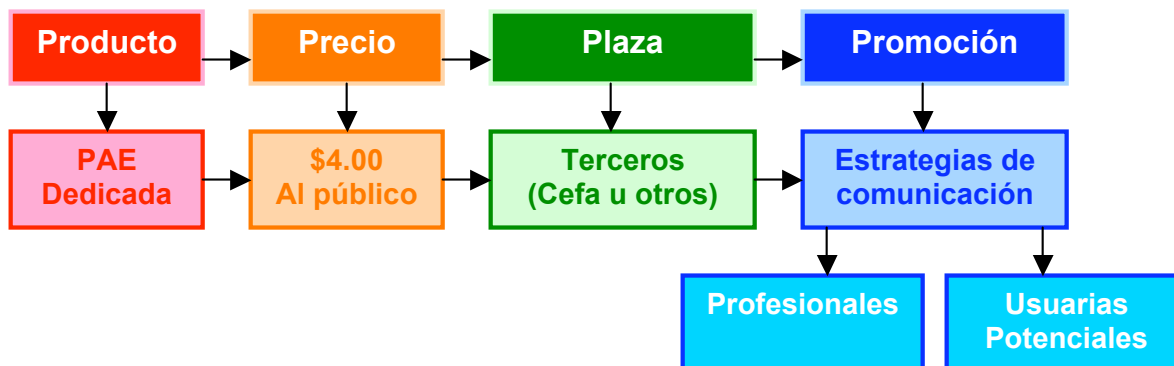 Producto
Precio
Plaza
Promoción
PAE
Dedicada
$4.00
Al público
Terceros
(Cefa u otros)
Estrategias de
comunicación
Profesionales
Usuarias
Potenciales